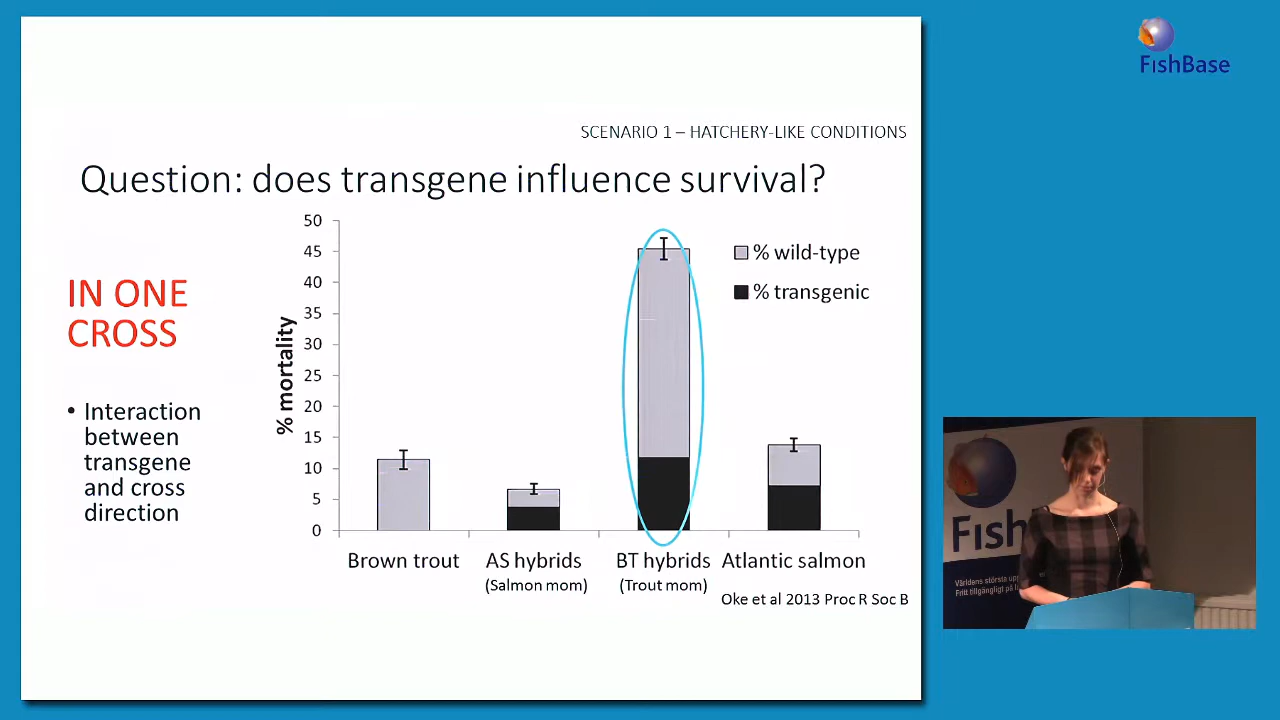 FishBase
SCENARIO 1 – HATCHERY-LIKE CONDITIONS
Question: does transgene influence survival?
IN ONE
CROSS
• Interaction
between
transgene
and cross
direction
% mortality
50
45
40
35
30
25
20
15
10
5
0
% wild-type
% transgenic
Brown trout
AS hybrids
(Salmon mom)
BT hybrids
(Trout mom)
Atlantic salmon
Oke et al 2013 Proc R Soc B
Fish
Världens största
Fritt tillgängligt på